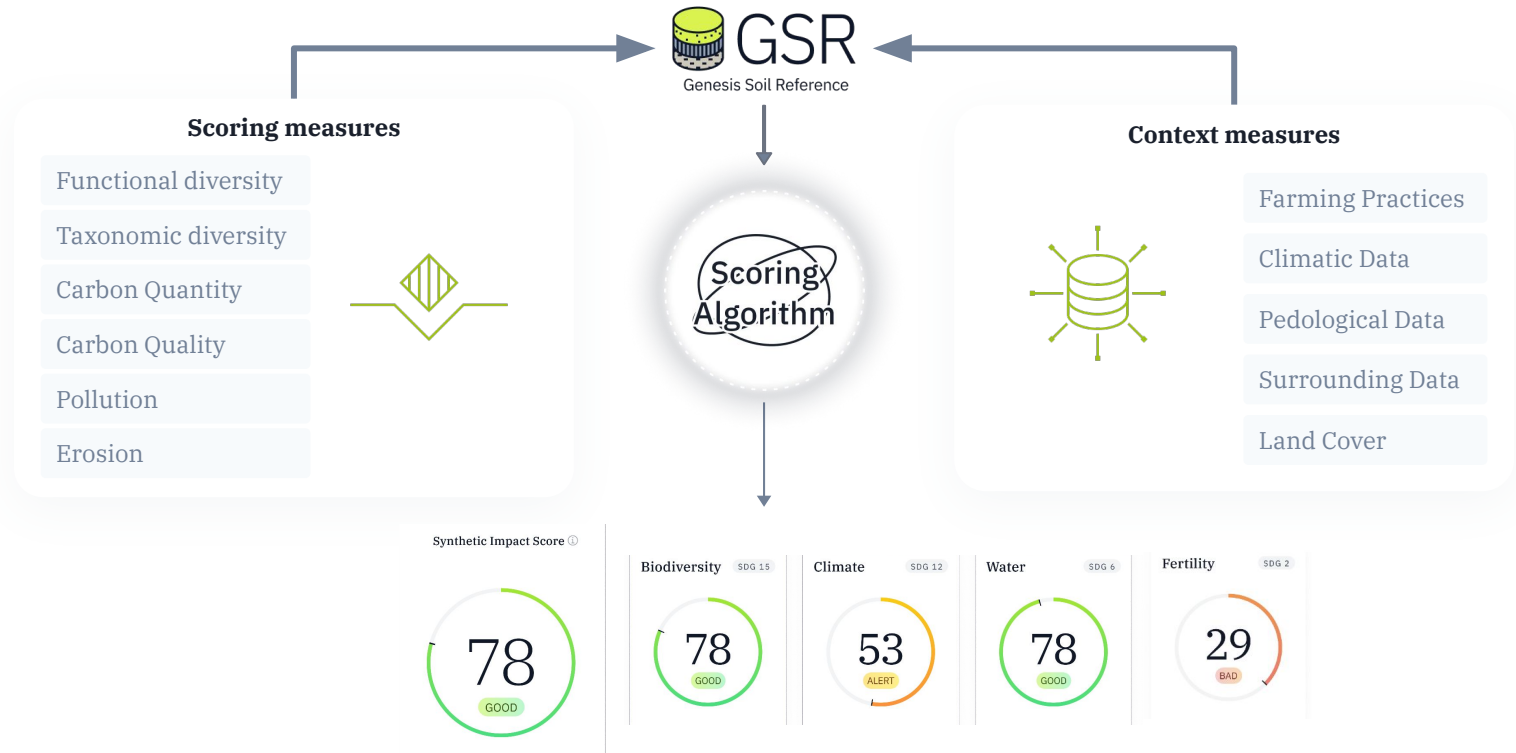 GSR
Genesis Soil Reference
Scoring measures
Functional diversity
Taxonomic diversity
Carbon Quantity
Carbon Quality
Pollution
Erosion
Scoring
Algorithm
Context measures
Farming Practices
Climatic Data
Pedological Data
Surrounding Data
Land Cover
Synthetic Impact Score ⓘ
78
GOOD
Biodiversity SDG 15
78
GOOD
Climate SDG 12
53
ALERT
Water SDG 6
78
GOOD
Fertility SDG 2
29
BAD